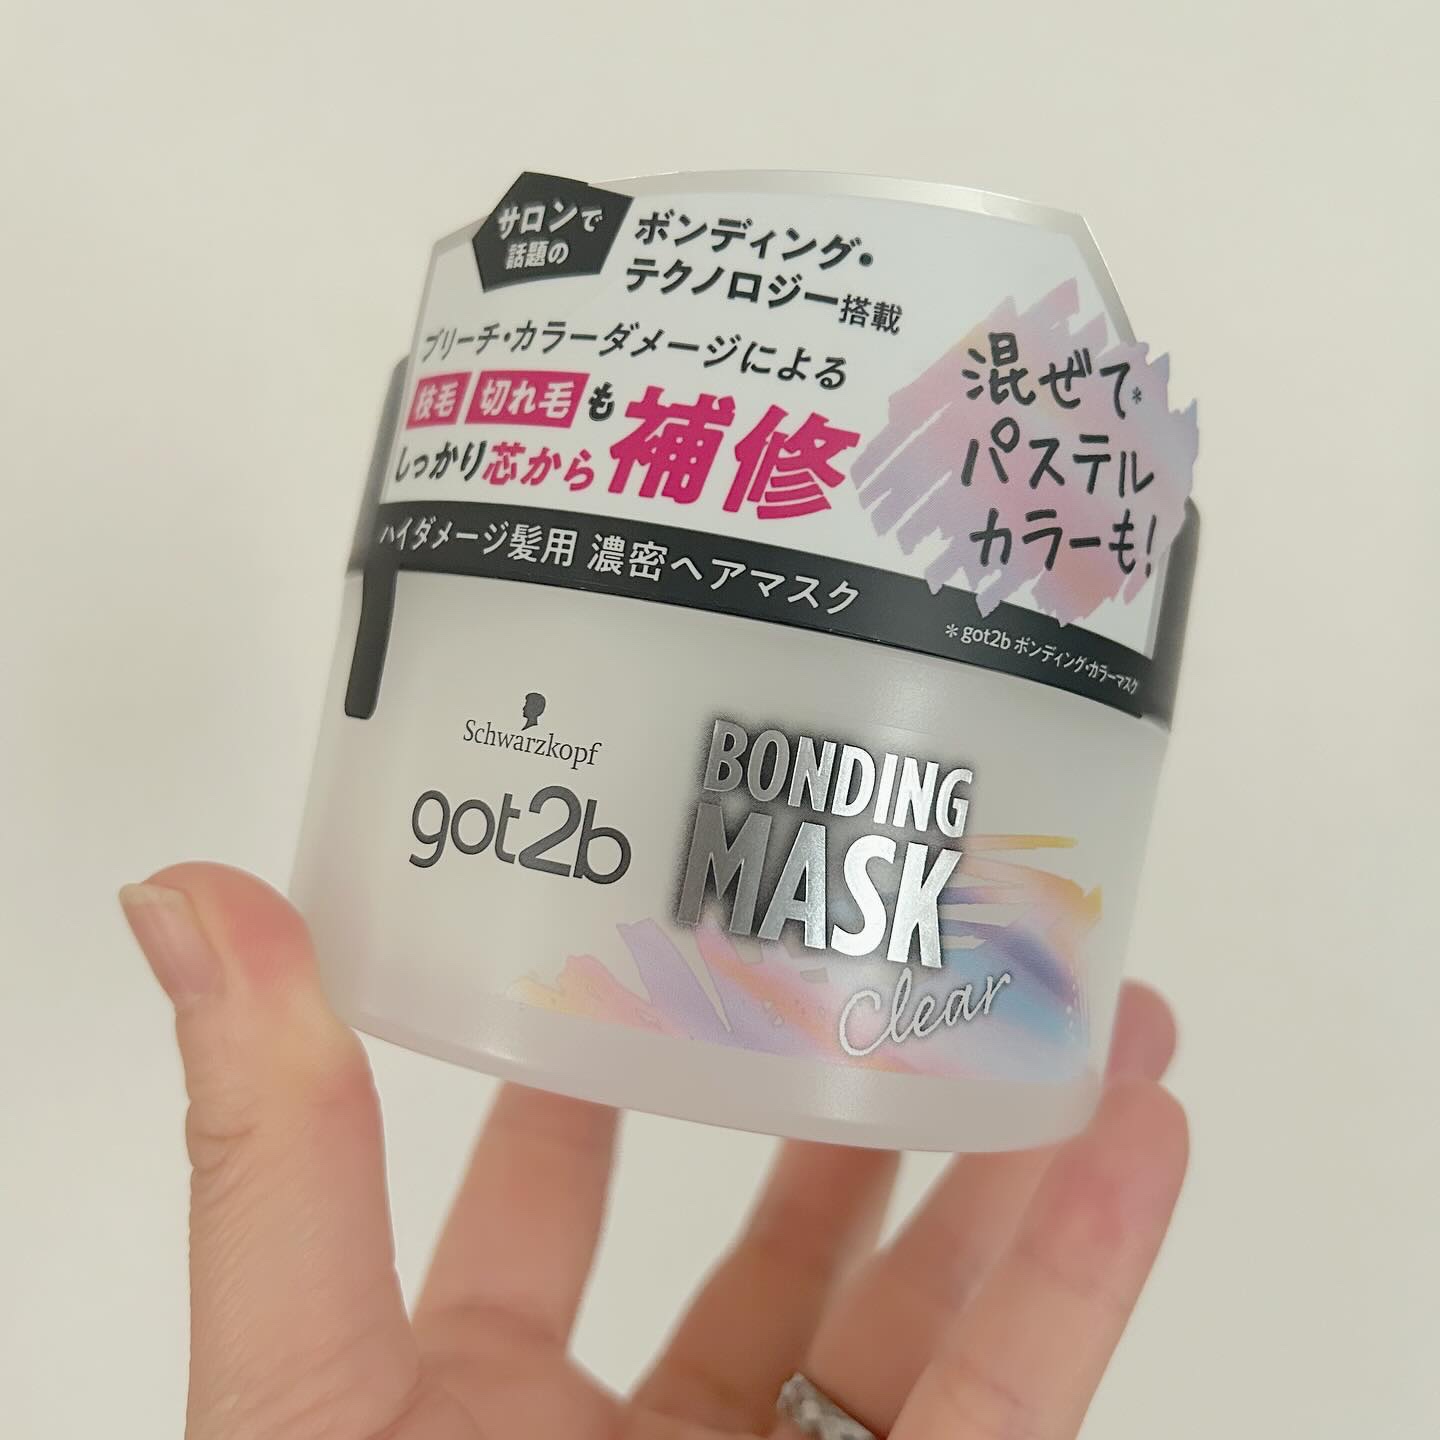 サロンで
話題の
ボンディング・
テクノロジー搭載
ブリーチ・カラーダメージによる
枝毛 切れ毛も
しっかり芯から補修
混ぜて*
パステル
カラーも!
ハイダメージ髪用 濃密ヘアマスク
*got2b ボンディング・カラーマスク
Schwarzkopf
got2b
BONDING
MASK
Clear